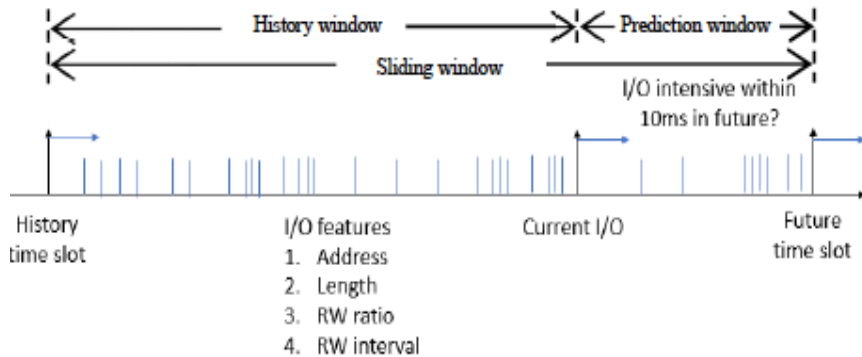 History window
Prediction window
Sliding window
I/O intensive within
10ms in future?
History
time slot
I/O features
1. Address
2. Length
3. RW ratio
4. RW interval
Current I/O
Future
time slot